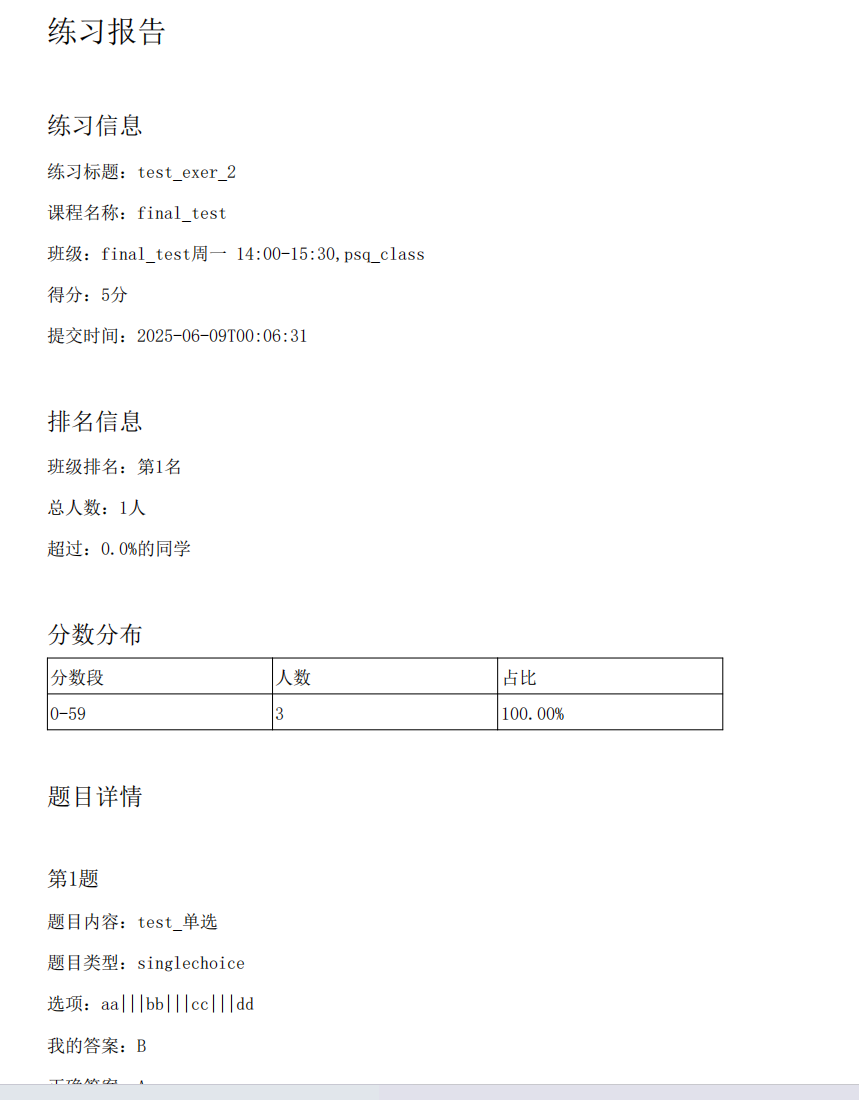 练习报告
练习信息
练习标题：test_exer_2
课程名称：final_test
班级：final_test周一 14:00-15:30,psq_class
得分：5分
提交时间：2025-06-09T00:06:31
排名信息
班级排名：第1名
总人数：1人
超过：0.0%的同学
分数分布
分数段 人数 占比
0-59 3 100.00%
题目详情
第1题
题目内容：test_单选
题目类型：singlechoice
选项：aa|||bb|||cc|||dd
我的答案：B
正确答案：A